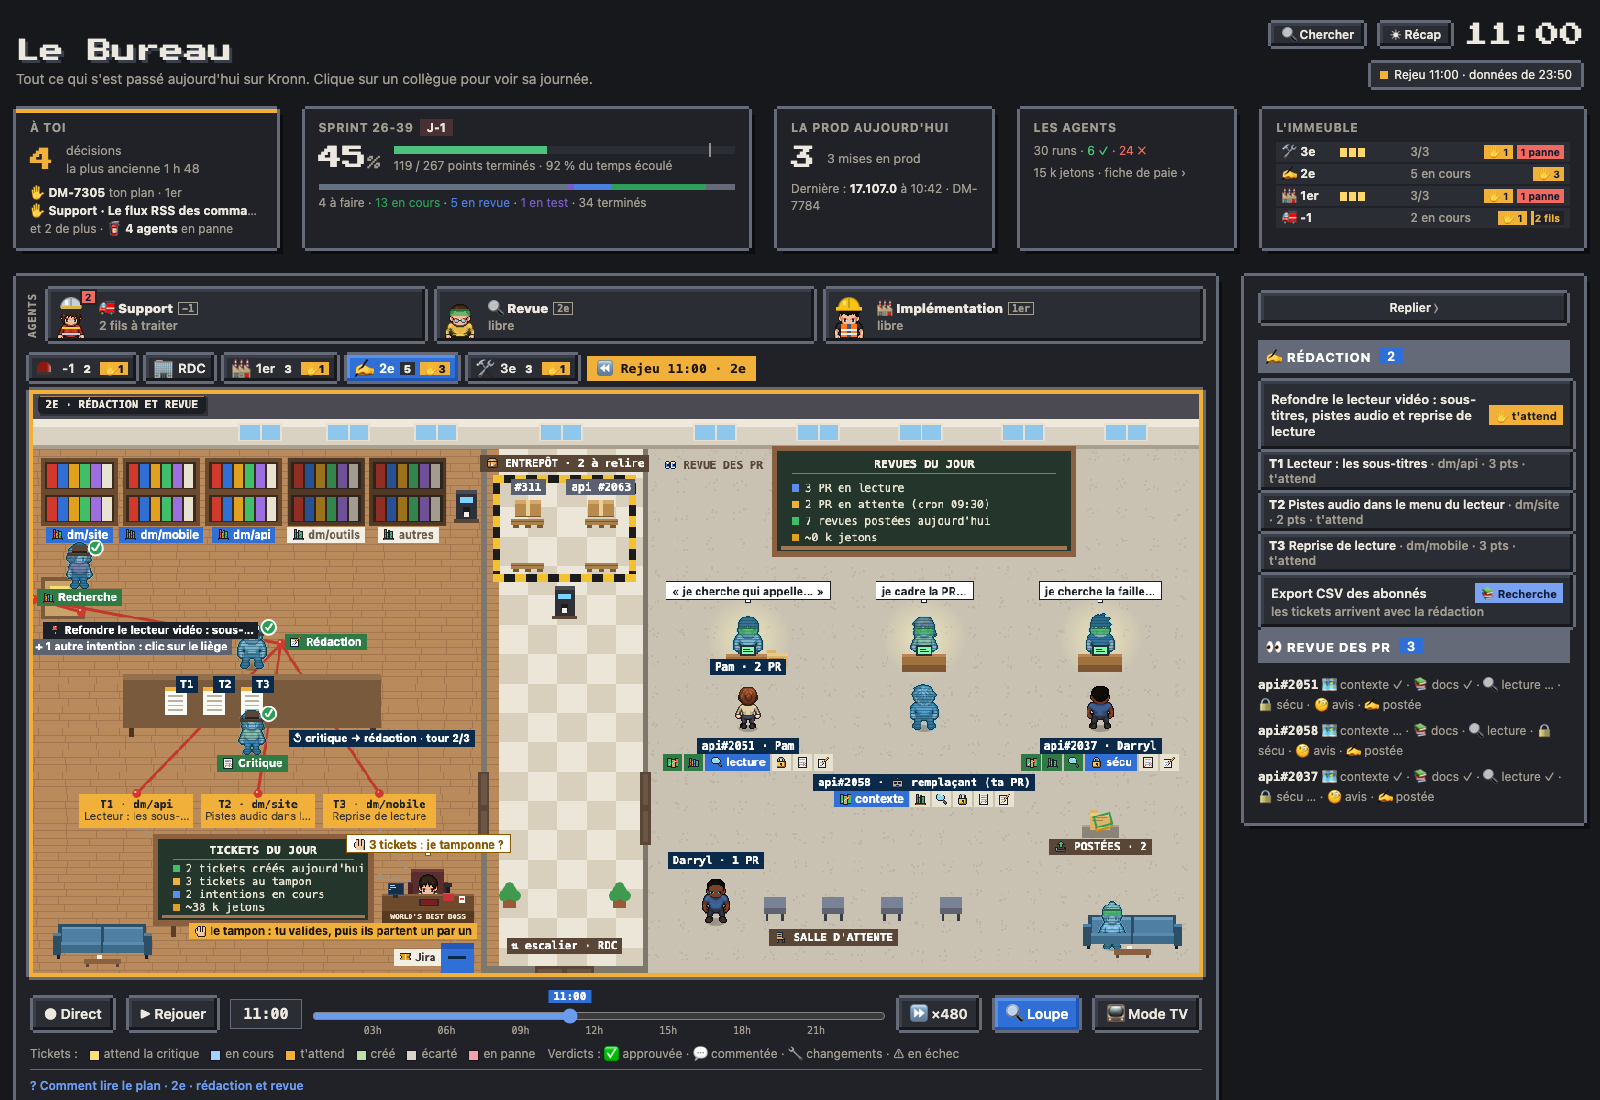 Le Bureau
Tout ce qui s'est passé aujourd'hui sur Kronn. Clique sur un collègue pour voir sa journée.
Chercher
Récap
11:00
Rejeu 11:00 · données de 23:50
À TOI
4 décisions
la plus ancienne 1 h 48
DM-7305 ton plan · 1er
Support · Le flux RSS des comma…
et 2 de plus · 4 agents en panne
SPRINT 26-39 J-1
45%
119 / 267 points terminés · 92 % du temps écoulé
4 à faire · 13 en cours · 5 en revue · 1 en test · 34 terminés
LA PROD AUJOURD'HUI
3 3 mises en prod
Dernière : 17.107.0 à 10:42 · DM-
7784
LES AGENTS
30 runs · 6 ✓ · 24 ✕
15 k jetons · fiche de paie ›
L'IMMEUBLE
3e 3/3 1 1 panne
2e 5 en cours 3
1er 3/3 1 1 panne
-1 2 en cours 1 2 fils
AGENTS
2
Support -1
2 fils à traiter
Revue 2e
libre
Implémentation 1er
libre
-1 2 1
RDC
1er 3 1
2e 5 3
3e 3 1
Rejeu 11:00 · 2e
2E · RÉDACTION ET REVUE
ENTREPÔT · 2 à relire
#311 api #2063
dm/site dm/mobile dm/api dm/outils autres
Recherche
Refondre le lecteur vidéo : sous-…
+ 1 autre intention : clic sur le liège
Rédaction
T1 T2 T3
critique → rédaction · tour 2/3
Critique
T1 · dm/api
Lecteur : les sous-…
T2 · dm/site
Pistes audio dans l…
T3 · dm/mobile
Reprise de lecture
TICKETS DU JOUR
2 tickets créés aujourd'hui
3 tickets au tampon
2 intentions en cours
~38 k jetons
3 tickets : je tamponne ?
WORLD'S BEST BOSS
le tampon : tu valides, puis ils partent un par un
Jira
escalier · RDC
REVUE DES PR
REVUES DU JOUR
3 PR en lecture
2 PR en attente (cron 09:30)
7 revues postées aujourd'hui
~0 k jetons
« je cherche qui appelle… »
je cadre la PR…
je cherche la faille…
Pam · 2 PR
api#2051 · Pam
lecture
api#2058 · remplaçant (ta PR)
contexte
api#2037 · Darryl
sécu
POSTÉES · 2
Darryl · 1 PR
SALLE D'ATTENTE
Replier ›
RÉDACTION 2
Refondre le lecteur vidéo : sous-
titres, pistes audio et reprise de
lecture
t'attend
T1 Lecteur : les sous-titres · dm/api · 3 pts ·
t'attend
T2 Pistes audio dans le menu du lecteur · dm/site
· 2 pts · t'attend
T3 Reprise de lecture · dm/mobile · 3 pts ·
t'attend
Export CSV des abonnés
Recherche
les tickets arrivent avec la rédaction
REVUE DES PR 3
api#2051 contexte ✓ · docs ✓ · lecture … ·
sécu · avis · postée
api#2058 contexte … · docs · lecture ·
sécu · avis · postée
api#2037 contexte ✓ · docs ✓ · lecture ✓ ·
sécu … · avis · postée
Direct
Rejouer
11:00
11:00
03h 06h 09h 12h 15h 18h 21h
×480
Loupe
Mode TV
Tickets : attend la critique en cours t'attend créé écarté en panne Verdicts : approuvée · commentée · changements · en échec
? Comment lire le plan · 2e · rédaction et revue